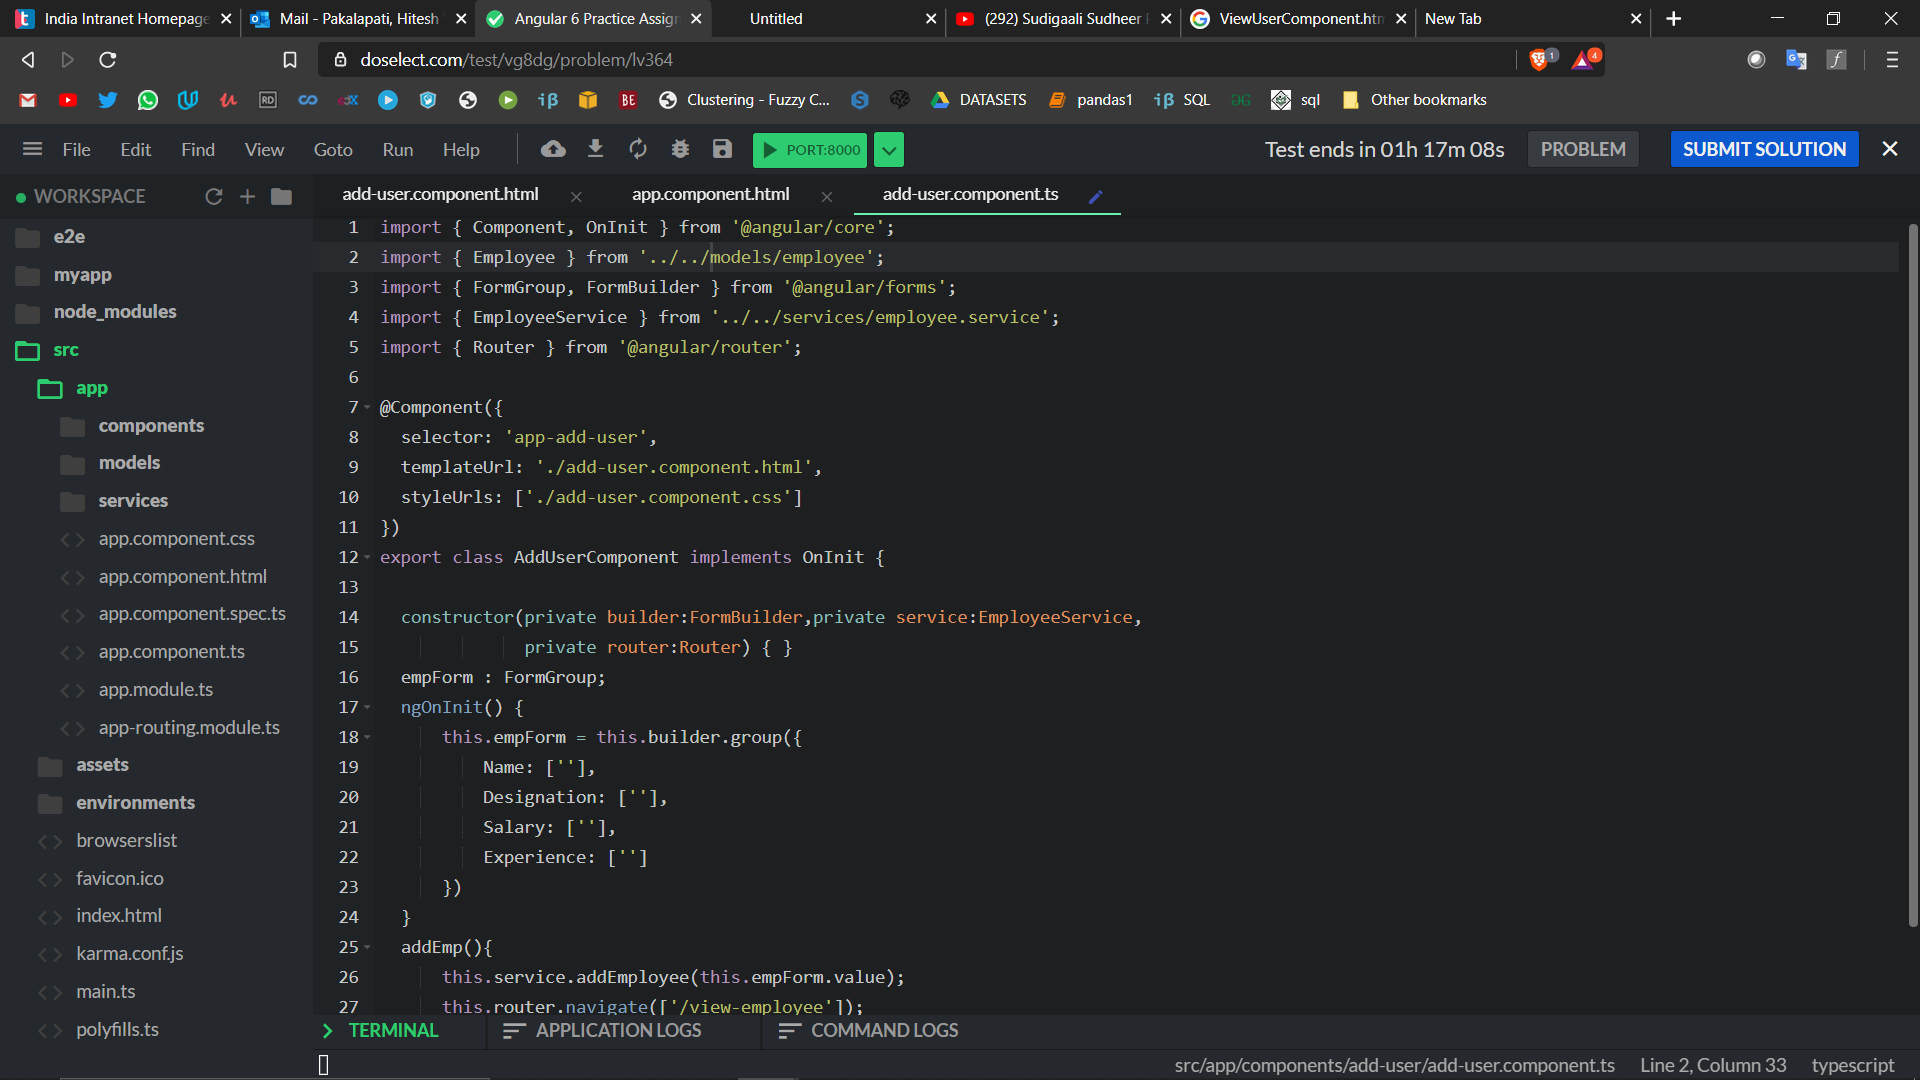 India Intranet Homepage
Mail - Pakalapati, Hitesh
Angular 6 Practice Assign
Untitled
(292) Sudigaali Sudheer
ViewUserComponent.htm
New Tab
doselect.com/test/vg8dg/problem/lv364
1
4
RD
BE
Clustering - Fuzzy C...
DATASETS
pandas1
SQL
sql
Other bookmarks
File Edit Find View Goto Run Help
PORT:8000
Test ends in 01h 17m 08s
PROBLEM
SUBMIT SOLUTION
WORKSPACE
e2e
myapp
node_modules
src
app
components
models
services
app.component.css
app.component.html
app.component.spec.ts
app.component.ts
app.module.ts
app-routing.module.ts
assets
environments
browserslist
favicon.ico
index.html
karma.conf.js
main.ts
polyfills.ts
add-user.component.html
app.component.html
add-user.component.ts
1 import { Component, OnInit } from '@angular/core';
2 import { Employee } from '../../models/employee';
3 import { FormGroup, FormBuilder } from '@angular/forms';
4 import { EmployeeService } from '../../services/employee.service';
5 import { Router } from '@angular/router';
6
7 @Component({
8 selector: 'app-add-user',
9 templateUrl: './add-user.component.html',
10 styleUrls: ['./add-user.component.css']
11 })
12 export class AddUserComponent implements OnInit {
13
14 constructor(private builder:FormBuilder,private service:EmployeeService,
15 private router:Router) { }
16 empForm : FormGroup;
17 ngOnInit() {
18 this.empForm = this.builder.group({
19 Name: [''],
20 Designation: [''],
21 Salary: [''],
22 Experience: ['']
23 })
24 }
25 addEmp(){
26 this.service.addEmployee(this.empForm.value);
27 this.router.navigate(['/view-employee']);
TERMINAL
APPLICATION LOGS
COMMAND LOGS
src/app/components/add-user/add-user.component.ts
Line 2, Column 33
typescript